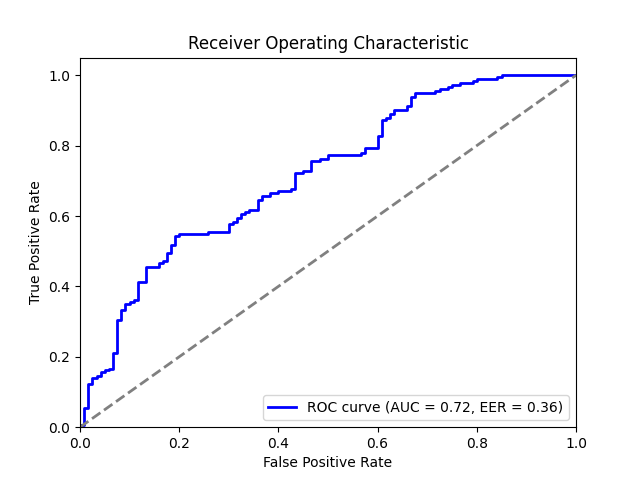 Receiver Operating Characteristic
1.0
0.8
0.6
0.4
0.2
0.0
True Positive Rate
ROC curve (AUC = 0.72, EER = 0.36)
0.0 0.2 0.4 0.6 0.8 1.0
False Positive Rate